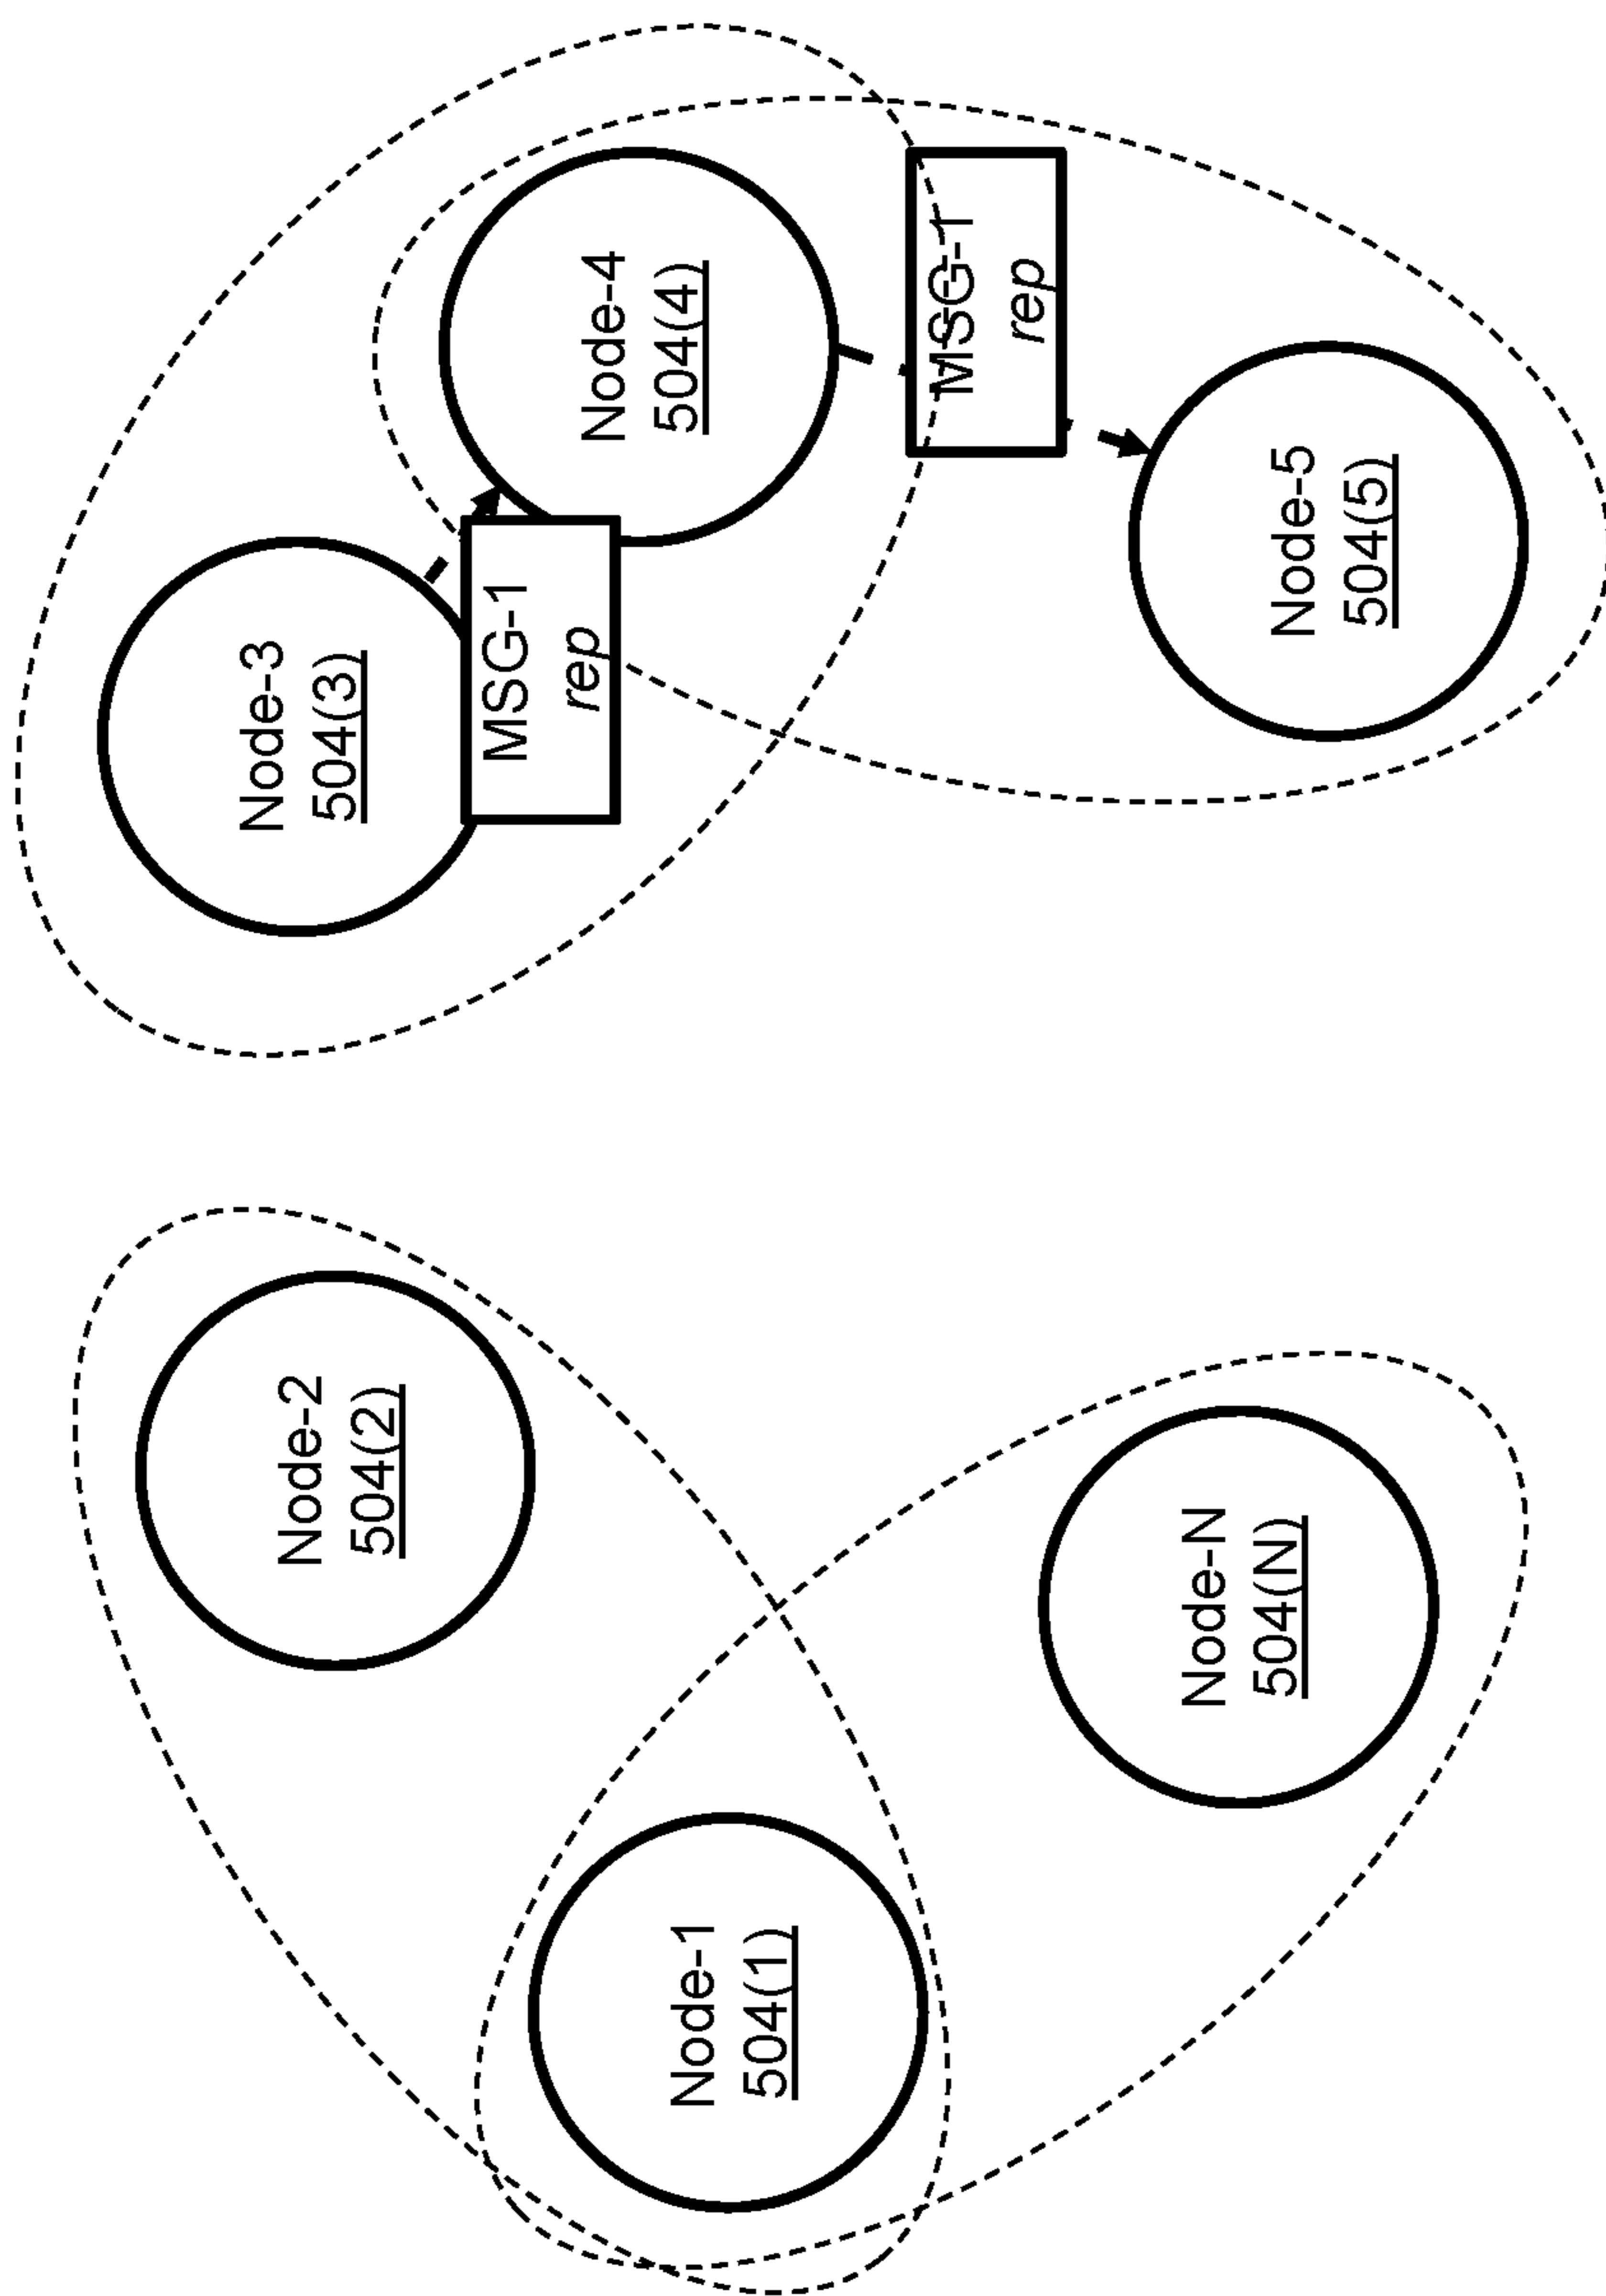 Node-2
504(2)
Node-3
504(3)
MSG-1
rep
Node-4
504(4)
Node-1
504(1)
MSG-1
rep
Node-N
504(N)
Node-5
504(5)